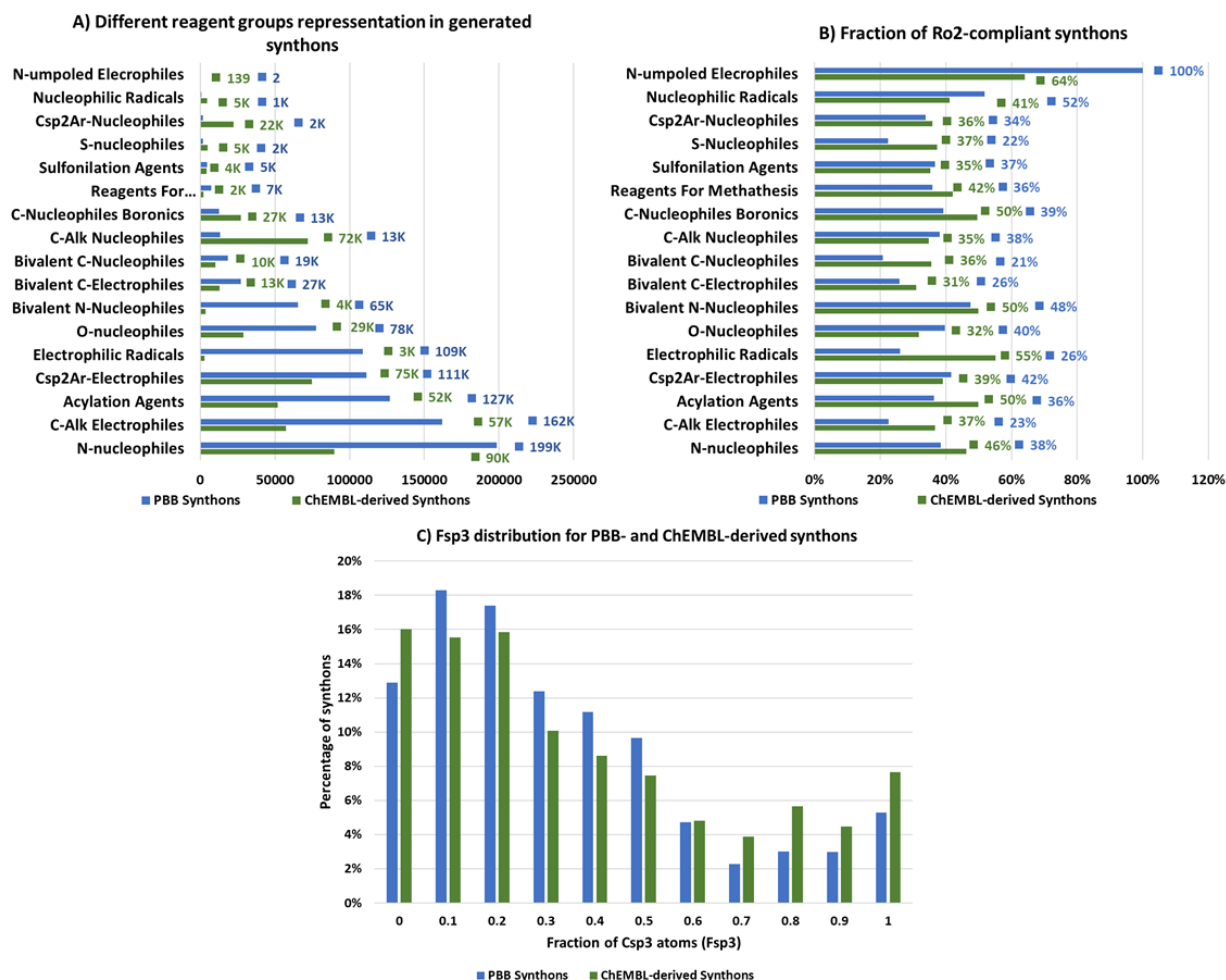 A) Different reagent groups repressentation in generated
synthons
N-umpoled Elecrophiles 139 2
Nucleophilic Radicals 5K 1K
Csp2Ar-Nucleophiles 22K 2K
S-nucleophiles 5K 2K
Sulfonilation Agents 4K 5K
Reagents For... 2K 7K
C-Nucleophiles Boronics 27K 13K
C-Alk Nucleophiles 72K 13K
Bivalent C-Nucleophiles 10K 19K
Bivalent C-Electrophiles 13K 27K
Bivalent N-Nucleophiles 4K 65K
O-nucleophiles 29K 78K
Electrophilic Radicals 3K 109K
Csp2Ar-Electrophiles 75K 111K
Acylation Agents 52K 127K
C-Alk Electrophiles 57K 162K
N-nucleophiles 90K 199K
0 50000 100000 150000 200000 250000
PBB Synthons ChEMBL-derived Synthons
B) Fraction of Ro2-compliant synthons
N-umpoled Elecrophiles 64% 100%
Nucleophilic Radicals 41% 52%
Csp2Ar-Nucleophiles 36% 34%
S-Nucleophiles 37% 22%
Sulfonilation Agents 35% 37%
Reagents For Methathesis 42% 36%
C-Nucleophiles Boronics 50% 39%
C-Alk Nucleophiles 35% 38%
Bivalent C-Nucleophiles 36% 21%
Bivalent C-Electrophiles 31% 26%
Bivalent N-Nucleophiles 50% 48%
O-Nucleophiles 32% 40%
Electrophilic Radicals 55% 26%
Csp2Ar-Electrophiles 39% 42%
Acylation Agents 50% 36%
C-Alk Electrophiles 37% 23%
N-nucleophiles 46% 38%
0% 20% 40% 60% 80% 100% 120%
PBB Synthons ChEMBL-derived Synthons
C) Fsp3 distribution for PBB- and ChEMBL-derived synthons
Percentage of synthons
20%
18%
16%
14%
12%
10%
8%
6%
4%
2%
0%
0 0.1 0.2 0.3 0.4 0.5 0.6 0.7 0.8 0.9 1
Fraction of Csp3 atoms (Fsp3)
PBB Synthons ChEMBL-derived Synthons